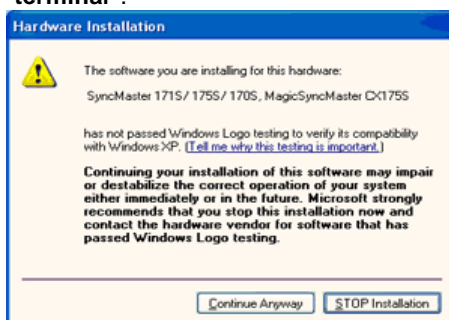 terminal".
Hardware Installation
The software you are installing for this hardware:
SyncMaster 171S/ 175S/ 170S, MagicSyncMaster CX175S
has not passed Windows Logo testing to verify its compatibility
with Windows XP. (Tell me why this testing is important.)
Continuing your installation of this software may impair
or destabilize the correct operation of your system
either immediately or in the future. Microsoft strongly
recommends that you stop this installation now and
contact the hardware vendor for software that has
passed Windows Logo testing.
Continue Anyway STOP Installation